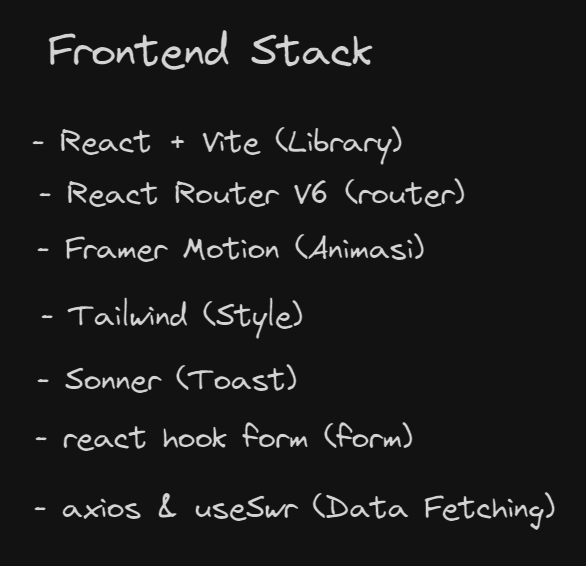 Frontend Stack
- React + Vite (Library)
- React Router V6 (router)
- Framer Motion (Animasi)
- Tailwind (Style)
- Sonner (Toast)
- react hook form (form)
- axios & useSwr (Data Fetching)